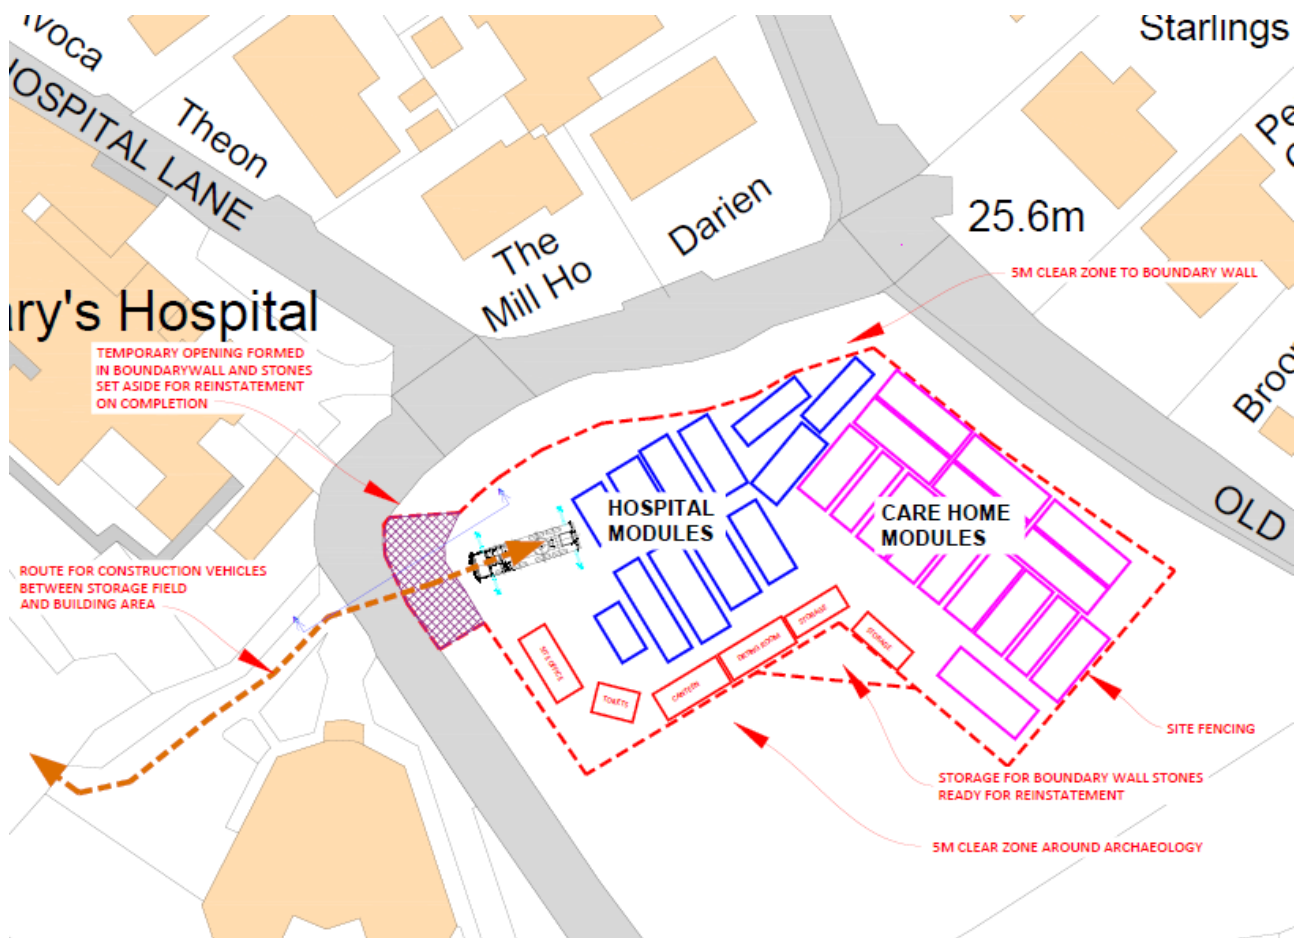 Ivoca
Starlings
HOSPITAL LANE
Theon
The
Mill Ho
Darien
25.6m
ary's Hospital
5M CLEAR ZONE TO BOUNDARY WALL
TEMPORARY OPENING FORMED
IN BOUNDARYWALL AND STONES
SET ASIDE FOR REINSTATEMENT
ON COMPLETION
HOSPITAL
MODULES
CARE HOME
MODULES
OLD
ROUTE FOR CONSTRUCTION VEHICLES
BETWEEN STORAGE FIELD
AND BUILDING AREA
SITE OFFICE
TOILETS
CANTEEN
DRYING ROOM
STORAGE
STORAGE
SITE FENCING
STORAGE FOR BOUNDARY WALL STONES
READY FOR REINSTATEMENT
5M CLEAR ZONE AROUND ARCHAEOLOGY